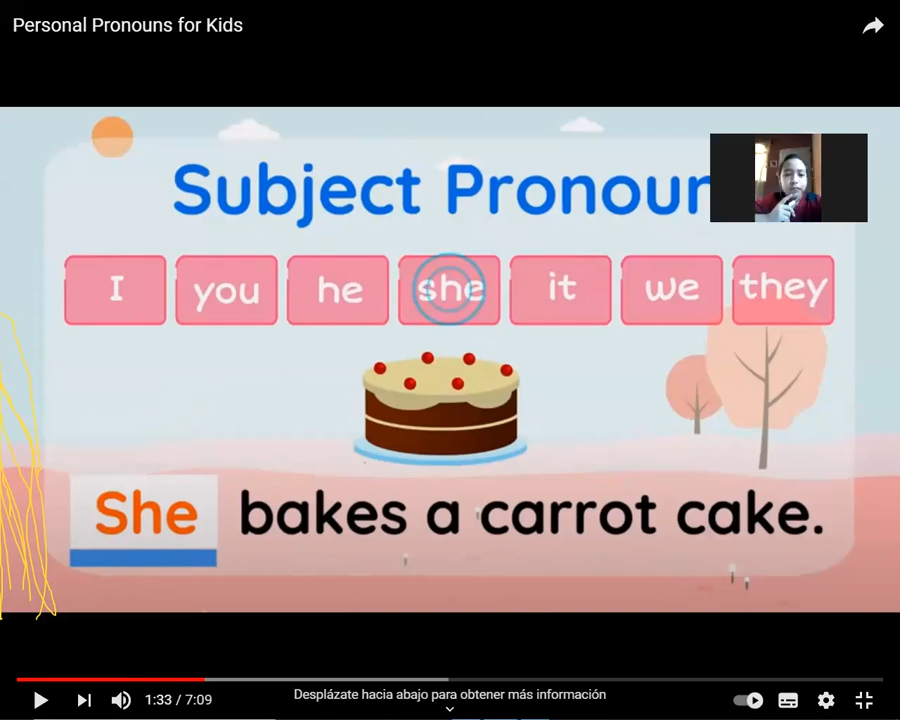 Personal Pronouns for Kids
Subject Pronoun
I you he she it we they
She bakes a carrot cake.
1:33 / 7:09 Desplázate hacia abajo para obtener más información